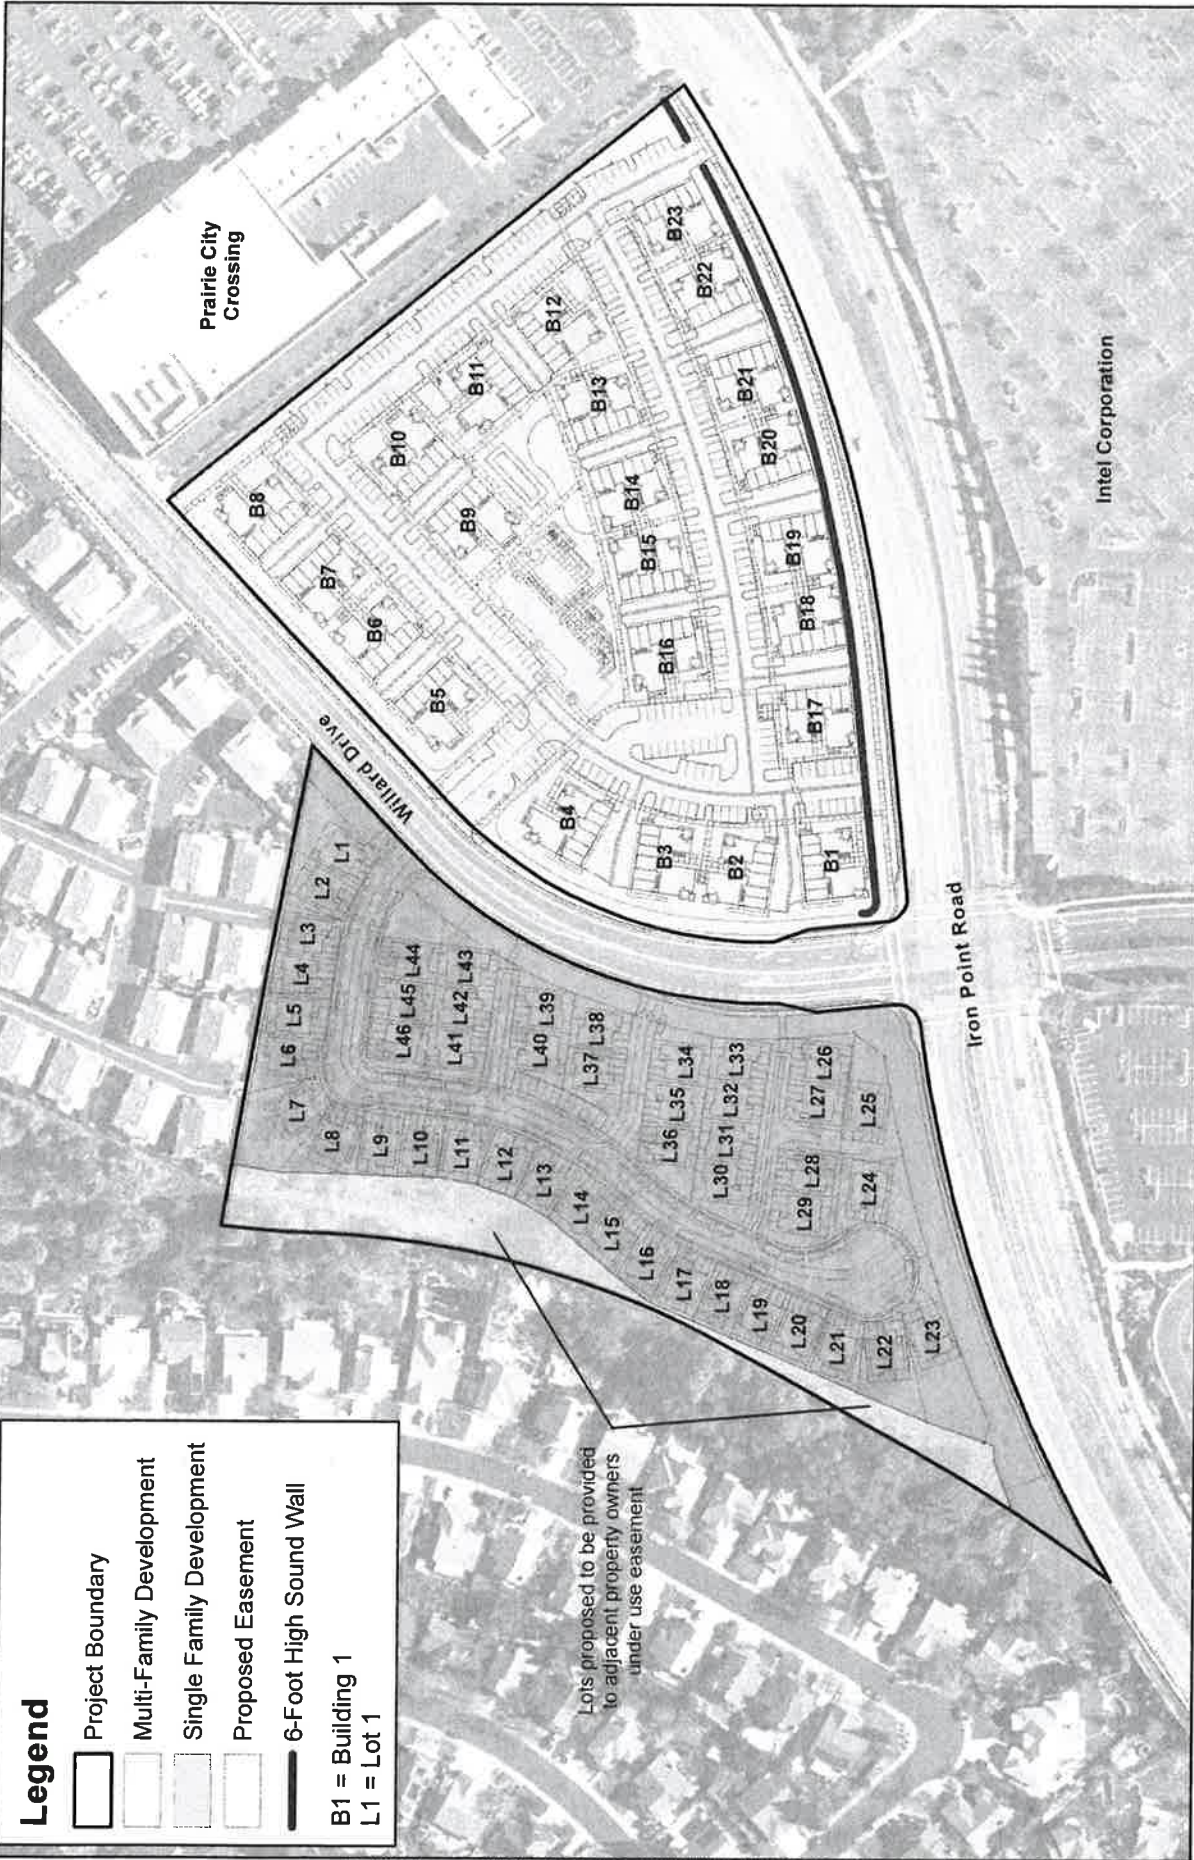 Legend
Project Boundary
Multi-Family Development
Single Family Development
Proposed Easement
6-Foot High Sound Wall
B1 = Building 1
L1 = Lot 1
Lots proposed to be provided
to adjacent property owners
under use easement
Prairie City
Crossing
Willard Drive
Iron Point Road
Intel Corporation
L1
L2
L3
L4
L5
L6
L7
L8
L9
L10
L11
L12
L13
L14
L15
L16
L17
L18
L19
L20
L21
L22
L23
L24
L25
L26
L27
L28
L29
L30
L31
L32
L33
L34
L35
L36
L37
L38
L39
L40
L41
L42
L43
L44
L45
L46
B1
B2
B3
B4
B5
B6
B7
B8
B9
B10
B11
B12
B13
B14
B15
B16
B17
B18
B19
B20
B21
B22
B23